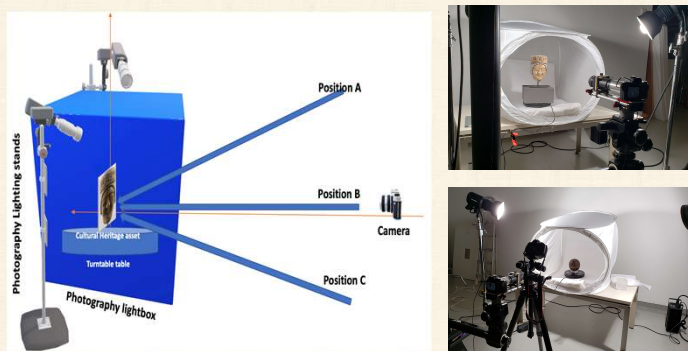 Position A
Photography Lighting stands
Position B
Camera
Cultural Heritage asset
Turntable table
Position C
Photography lightbox